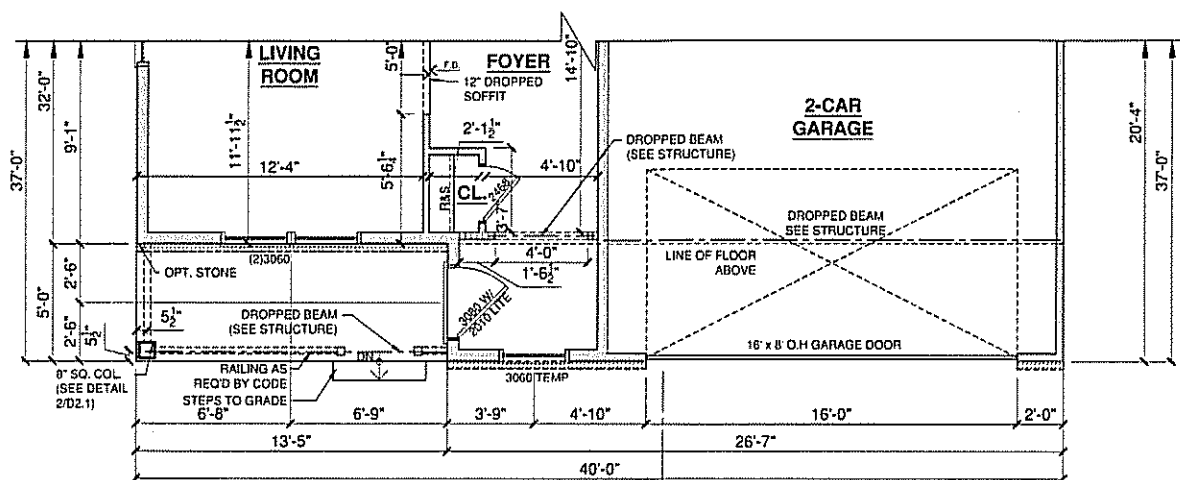 LIVING
ROOM
FOYER
F.D.
12" DROPPED
SOFFIT
2-CAR
GARAGE
37'-0"
32'-0"
9'-1"
11'-11½"
5'-0"
14'-10"
20'-4"
37'-0"
2'-1½"
DROPPED BEAM
(SEE STRUCTURE)
12'-4"
5'-6¼"
4'-10"
R&S
CL.
2468
3'-7"
DROPPED BEAM
SEE STRUCTURE
(2)3060
4'-0"
LINE OF FLOOR
ABOVE
OPT. STONE
1'-6½"
5'-0"
2'-6"
2'-6"
5½"
5½"
DROPPED BEAM
(SEE STRUCTURE)
3080 W/
2010 LITE
16' x 8' O.H GARAGE DOOR
DN
8" SQ. COL.
(SEE DETAIL
2/D2.1)
RAILING AS
REQ'D BY CODE
STEPS TO GRADE
3060 TEMP
6'-8"
6'-9"
3'-9"
4'-10"
16'-0"
2'-0"
13'-5"
26'-7"
40'-0"